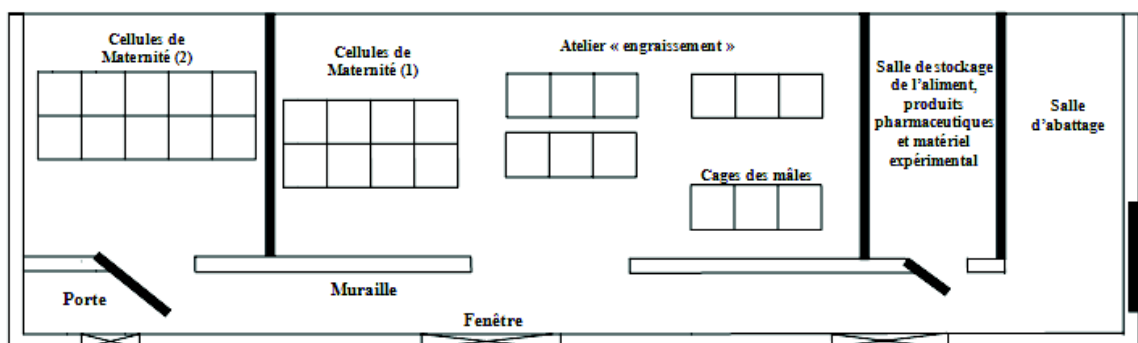 Cellules de
Maternité (2)
Cellules de
Maternité (1)
Atelier « engraissement »
Cages des mâles
Salle de stockage
de l'aliment,
produits
pharmaceutiques
et matériel
expérimental
Salle
d'abattage
Porte
Muraille
Fenêtre